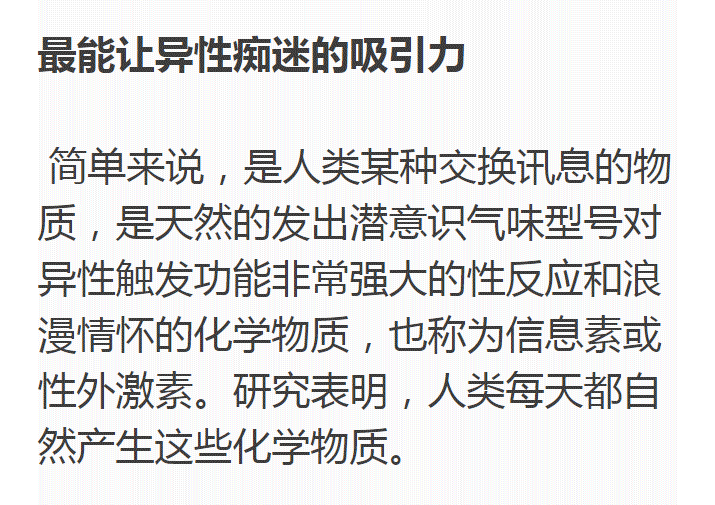 最能让异性痴迷的吸引力
简单来说，是人类某种交换讯息的物
质，是天然的发出潜意识气味型号对
异性触发功能非常强大的性反应和浪
漫情怀的化学物质，也称为信息素或
性外激素。研究表明，人类每天都自
然产生这些化学物质。